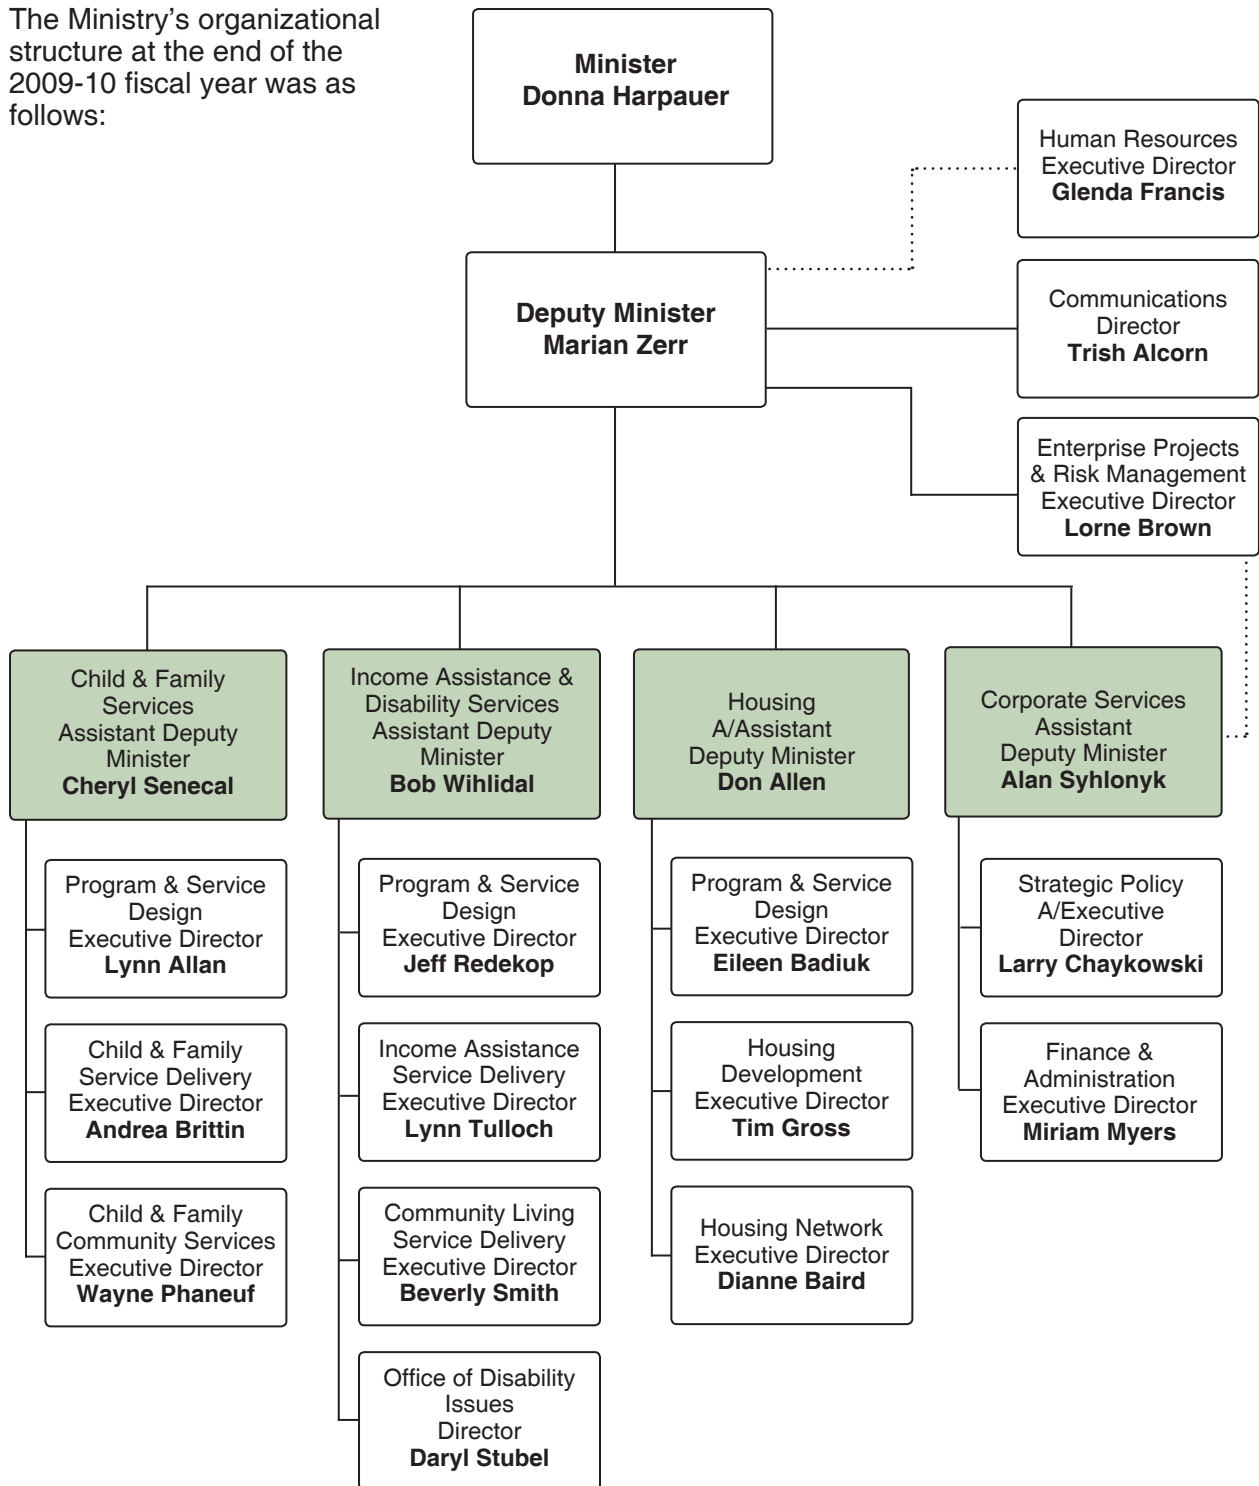 The Ministry's organizational
structure at the end of the
2009-10 fiscal year was as
follows:
Minister
Donna Harpauer
Human Resources
Executive Director
Glenda Francis
Deputy Minister
Marian Zerr
Communications
Director
Trish Alcorn
Enterprise Projects
& Risk Management
Executive Director
Lorne Brown
Child & Family
Services
Assistant Deputy
Minister
Cheryl Senecal
Income Assistance &
Disability Services
Assistant Deputy
Minister
Bob Wihlidal
Housing
A/Assistant
Deputy Minister
Don Allen
Corporate Services
Assistant
Deputy Minister
Alan Syhlonyk
Program & Service
Design
Executive Director
Lynn Allan
Program & Service
Design
Executive Director
Jeff Redekop
Program & Service
Design
Executive Director
Eileen Badiuk
Strategic Policy
A/Executive
Director
Larry Chaykowski
Child & Family
Service Delivery
Executive Director
Andrea Brittin
Income Assistance
Service Delivery
Executive Director
Lynn Tulloch
Housing
Development
Executive Director
Tim Gross
Finance &
Administration
Executive Director
Miriam Myers
Child & Family
Community Services
Executive Director
Wayne Phaneuf
Community Living
Service Delivery
Executive Director
Beverly Smith
Housing Network
Executive Director
Dianne Baird
Office of Disability
Issues
Director
Daryl Stubel